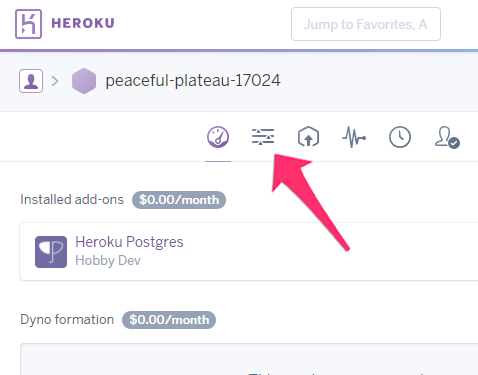 HEROKU
Jump to Favorites, A
peaceful-plateau-17024
Installed add-ons $0.00/month
Heroku Postgres
Hobby Dev
Dyno formation $0.00/month